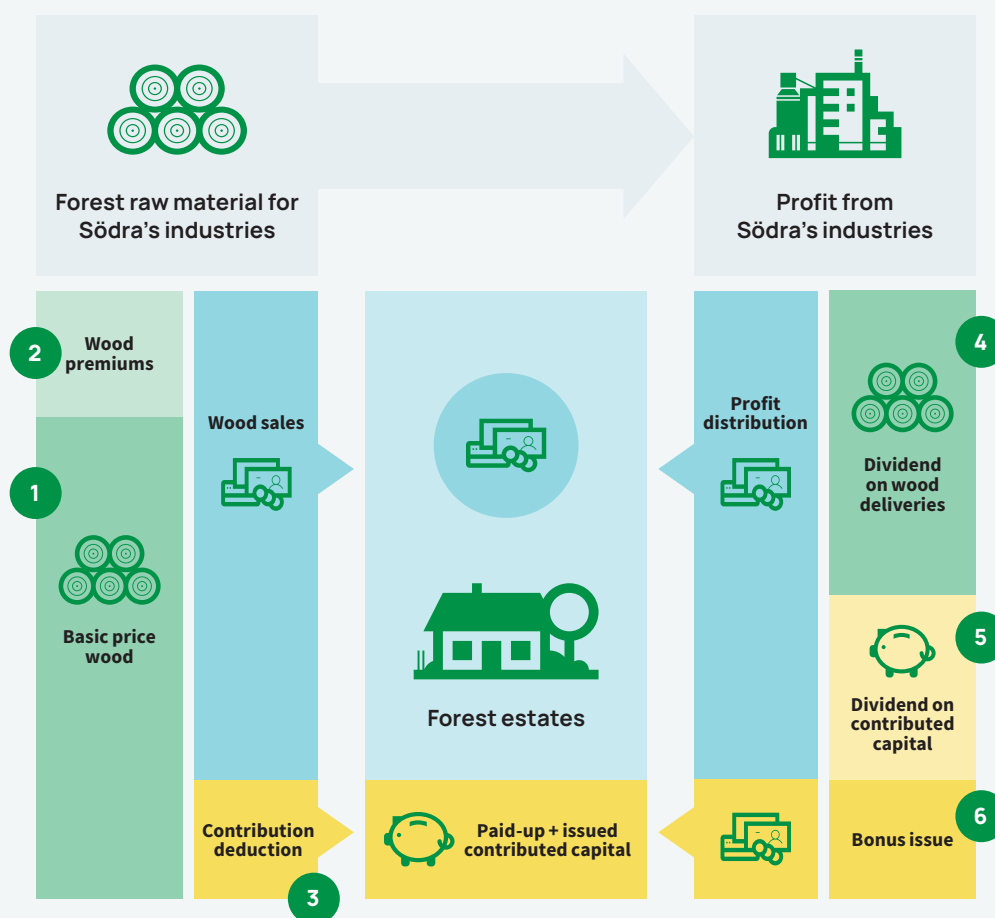 Forest raw material for
Södra's industries
Profit from
Södra's industries
2
Wood
premiums
1
Basic price
wood
Wood sales
Contribution
deduction
3
Forest estates
Paid-up + issued
contributed capital
Profit
distribution
4
Dividend
on wood
deliveries
5
Dividend on
contributed
capital
6
Bonus issue